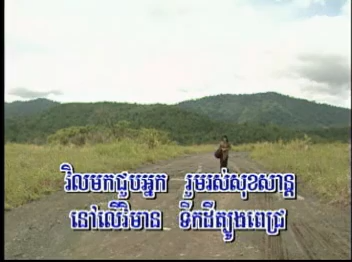 វិលមកជួបអ្នក រួមរស់សុខសាន្ត
នៅលើវិមាន ទឹកដីត្បូងពេជ្រ